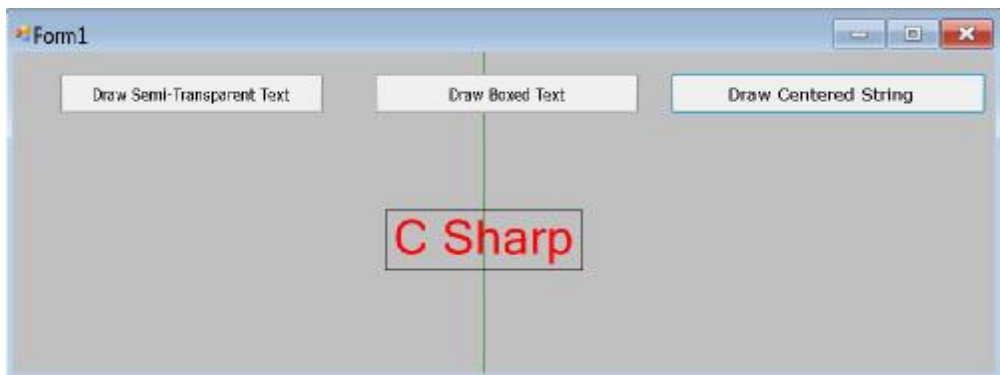 Form1
Draw Semi-Transparent Text
Draw Boxed Text
Draw Centered String
C Sharp